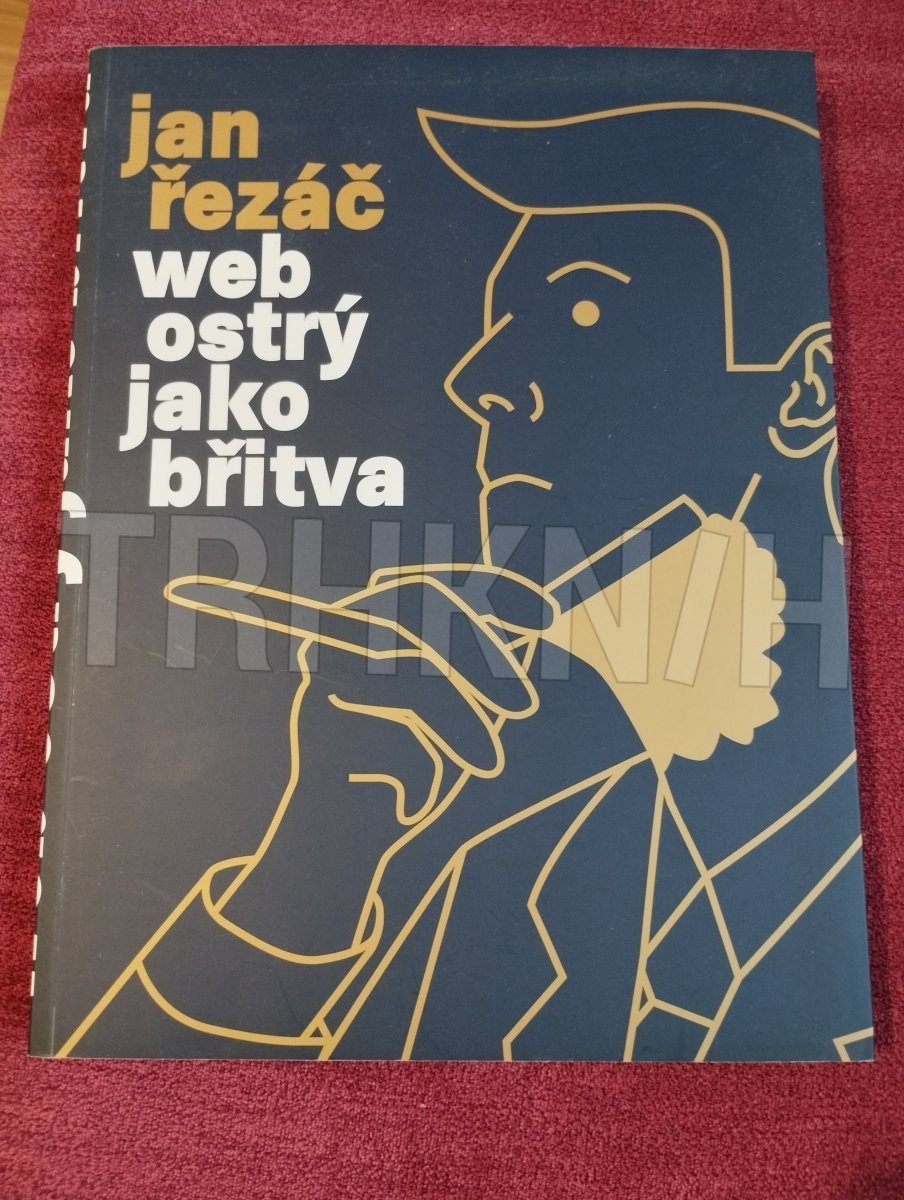 jan
řezáč
web
ostrý
jako
břitva
TRHKNIH